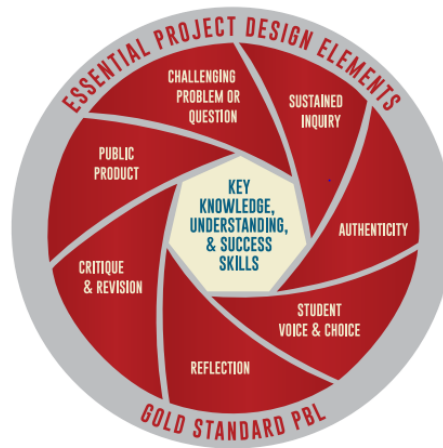 ESSENTIAL PROJECT DESIGN ELEMENTS
CHALLENGING
PROBLEM OR
QUESTION
SUSTAINED
INQUIRY
AUTHENTICITY
STUDENT
VOICE & CHOICE
REFLECTION
CRITIQUE
& REVISION
PUBLIC
PRODUCT
KEY
KNOWLEDGE,
UNDERSTANDING,
& SUCCESS
SKILLS
GOLD STANDARD PBL